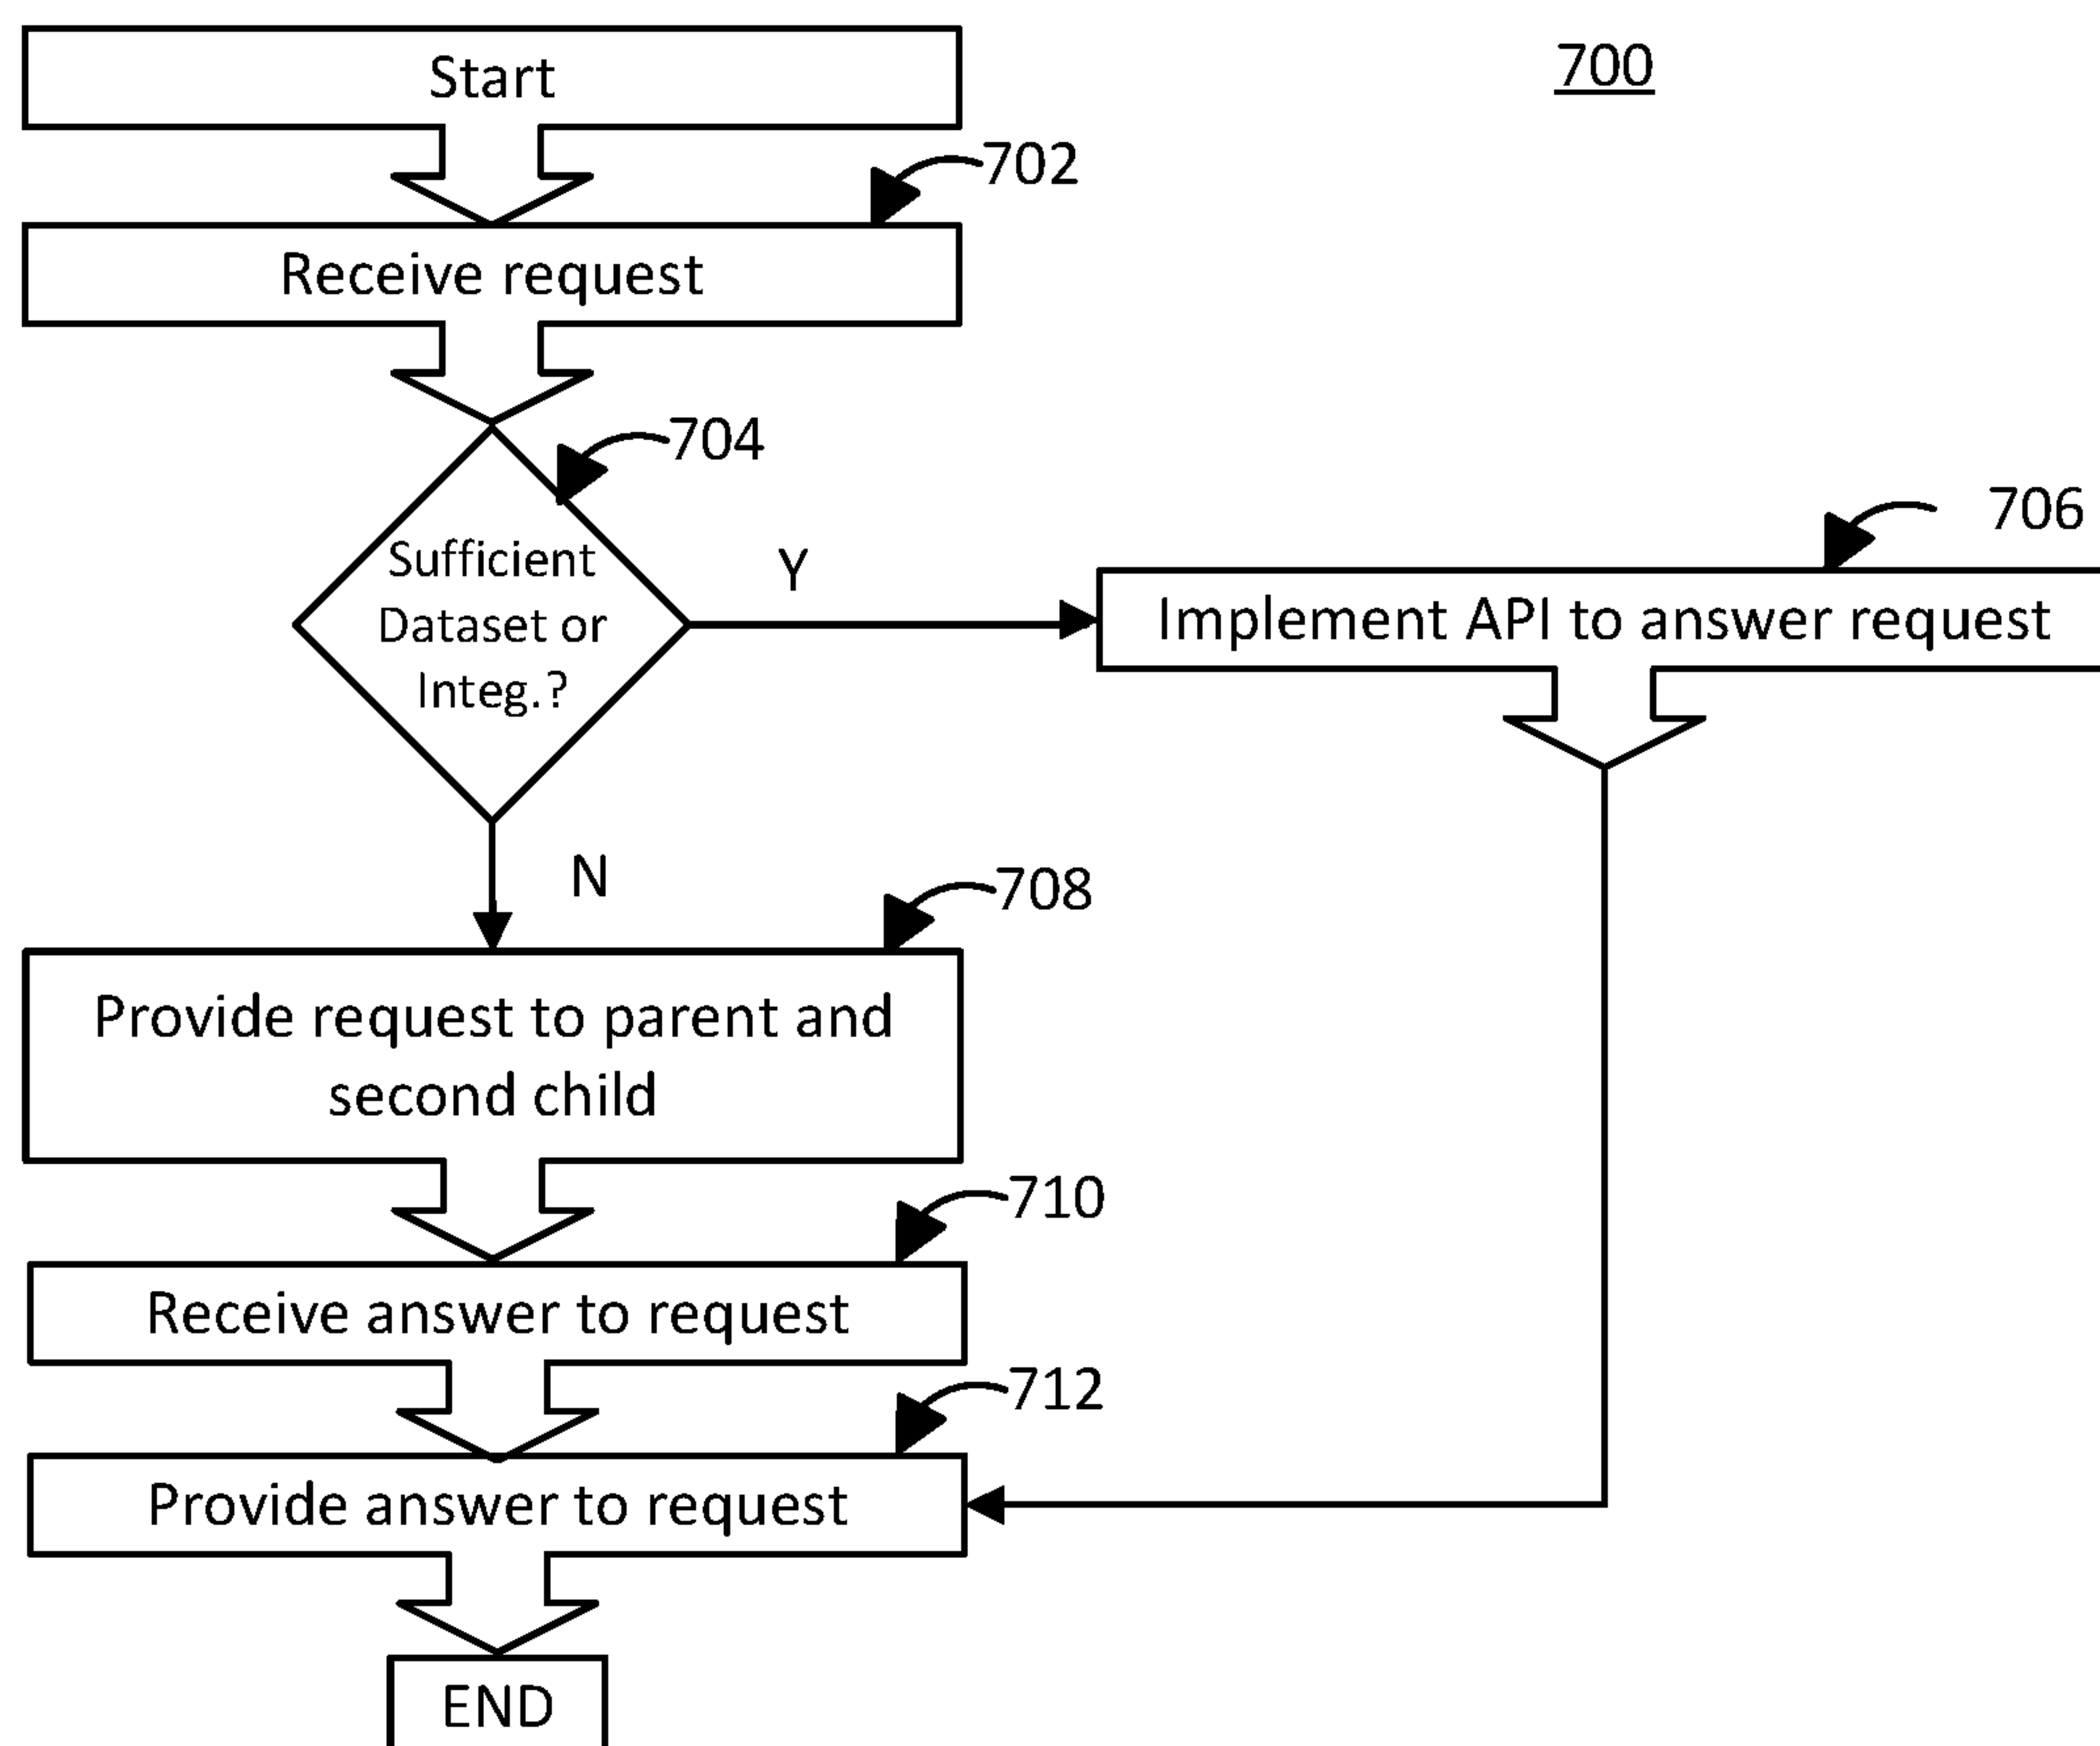 Start
700
702
Receive request
704
Sufficient
Dataset or
Integ.?
Y
706
Implement API to answer request
N
708
Provide request to parent and
second child
710
Receive answer to request
712
Provide answer to request
END